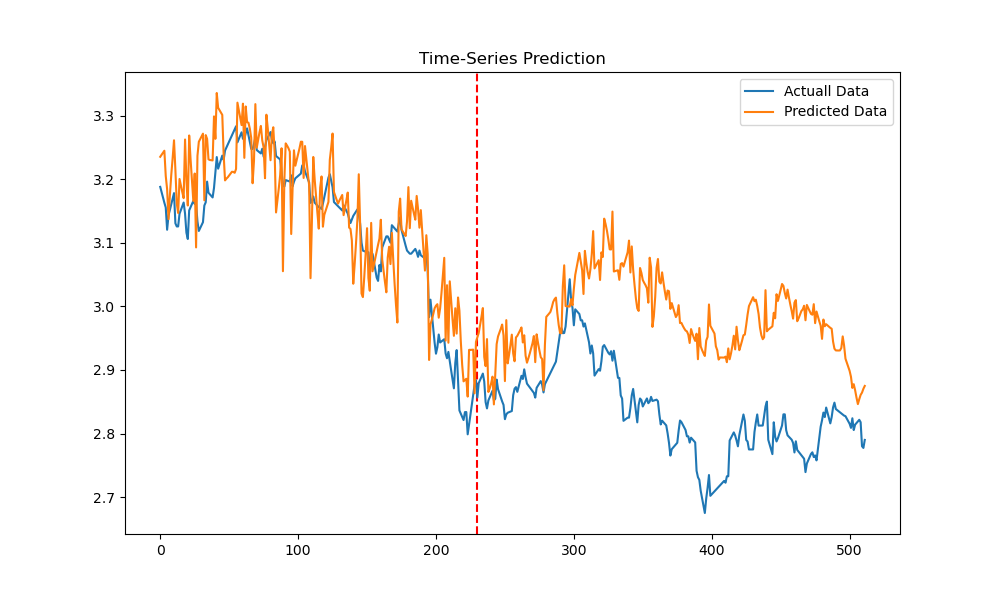 Time-Series Prediction
Actuall Data
Predicted Data
3.3
3.2
3.1
3.0
2.9
2.8
2.7
0 100 200 300 400 500